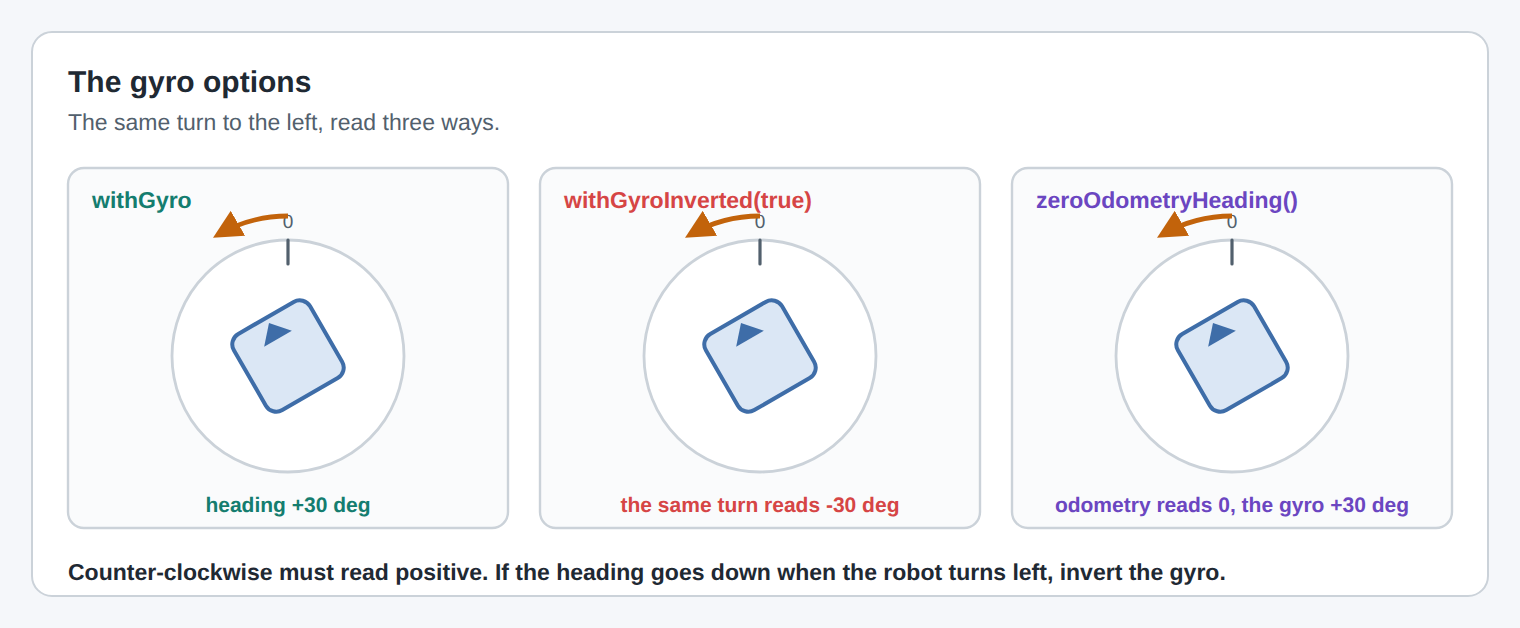 The gyro options
The same turn to the left, read three ways.
withGyro
0
heading +30 deg
withGyroInverted(true)
0
the same turn reads -30 deg
zeroOdometryHeading()
0
odometry reads 0, the gyro +30 deg
Counter-clockwise must read positive. If the heading goes down when the robot turns left, invert the gyro.